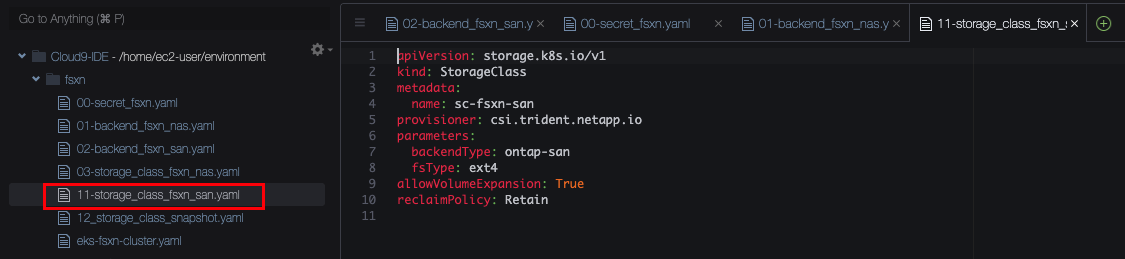 Go to Anything (⌘ P)
Cloud9-IDE - /home/ec2-user/environment
fsxn
00-secret_fsxn.yaml
01-backend_fsxn_nas.yaml
02-backend_fsxn_san.yaml
03-storage_class_fsxn_nas.yaml
11-storage_class_fsxn_san.yaml
12_storage_class_snapshot.yaml
eks-fsxn-cluster.yaml
02-backend_fsxn_san.y
00-secret_fsxn.yaml
01-backend_fsxn_nas.y
11-storage_class_fsxn_s
1 apiVersion: storage.k8s.io/v1
2 kind: StorageClass
3 metadata:
4   name: sc-fsxn-san
5 provisioner: csi.trident.netapp.io
6 parameters:
7   backendType: ontap-san
8   fsType: ext4
9 allowVolumeExpansion: True
10 reclaimPolicy: Retain
11